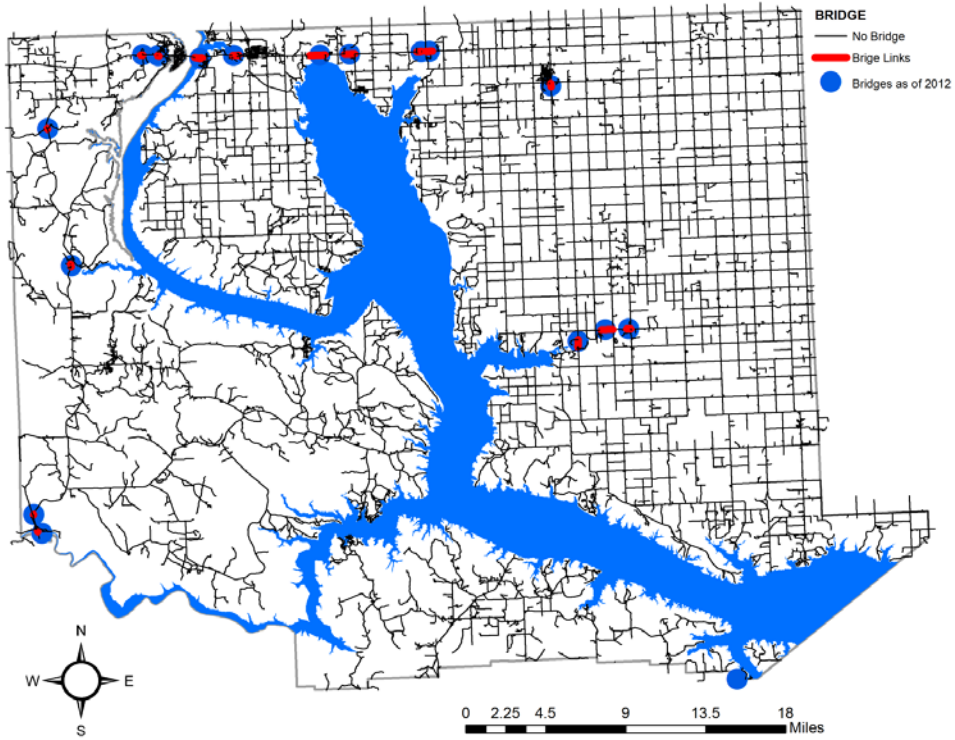 BRIDGE
No Bridge
Brige Links
Bridges as of 2012
N
W E
S
0 2.25 4.5 9 13.5 18
Miles